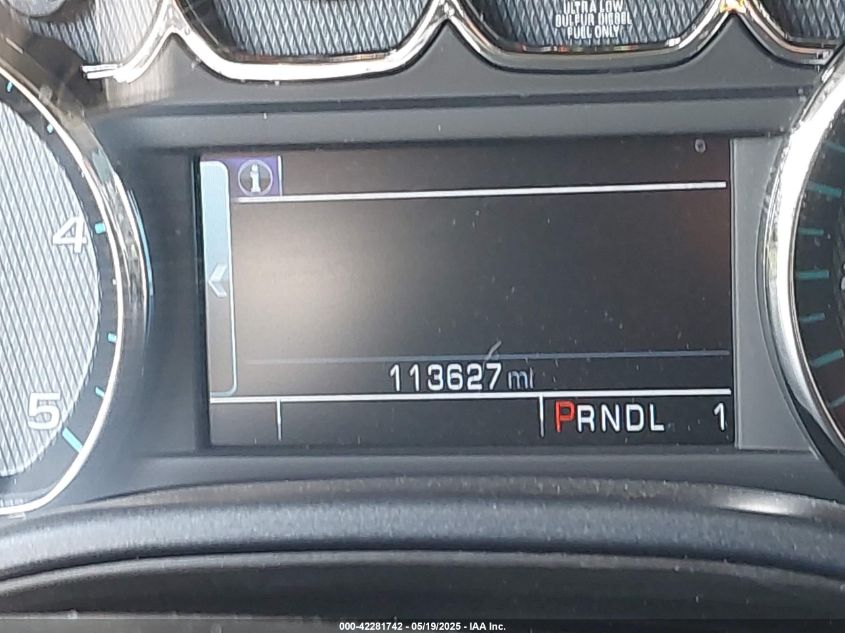 ULTRA LOW
SULFUR DIESEL
FUEL ONLY
i
4
113627 mi
5
PRNDL 1
000-42281742 - 05/19/2025 - IAA Inc.